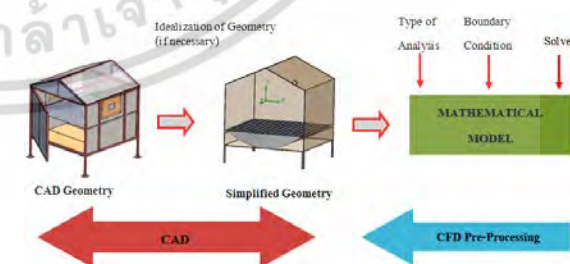 Idealization of Geometry
(if necessary)
Type of
Analysis
Boundary
Condition
MATHEMATICAL
MODEL
CAD Geometry
Simplified Geometry
CAD
CFD Pre-Processing